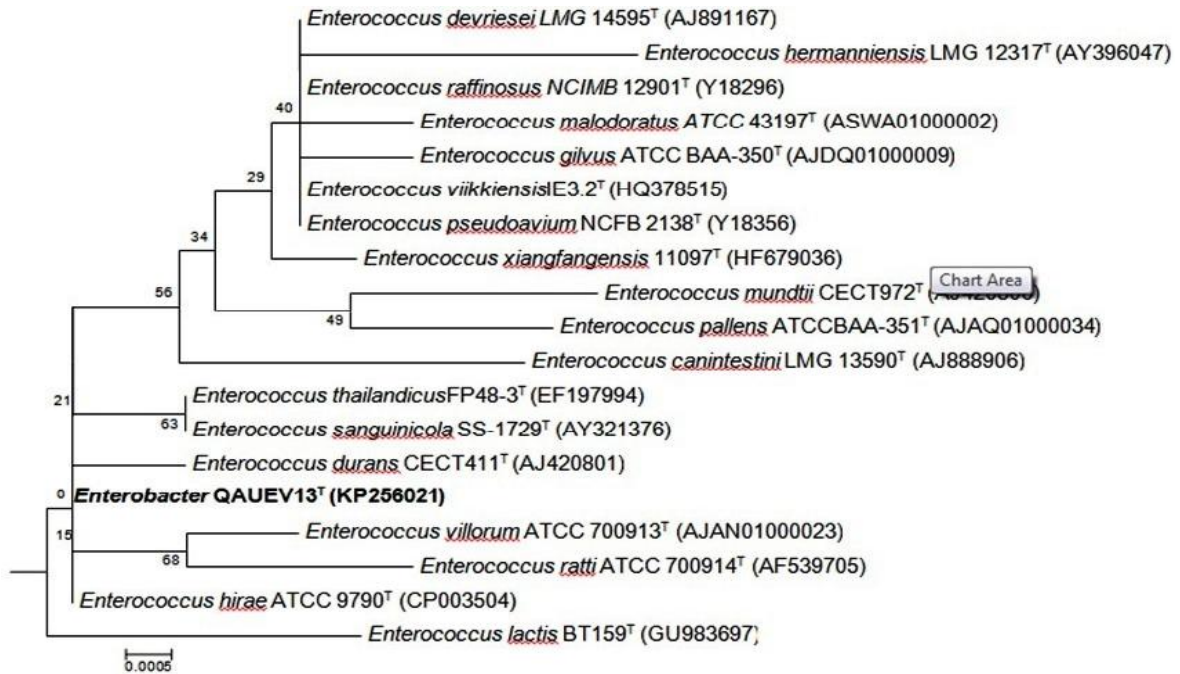 Enterococcus devriesei LMG 14595T (AJ891167)
Enterococcus hermanniensis LMG 12317T (AY396047)
Enterococcus raffinosus NCIMB 12901T (Y18296)
40
Enterococcus malodoratus ATCC 43197T (ASWA01000002)
Enterococcus gilvus ATCC BAA-350T (AJDQ01000009)
29
Enterococcus viikkiensisIE3.2T (HQ378515)
Enterococcus pseudoavium NCFB 2138T (Y18356)
34
Enterococcus xiangfangensis 11097T (HF679036)
Chart Area
56
Enterococcus mundtii CECT972T
49
Enterococcus pallens ATCCBAA-351T (AJAQ01000034)
Enterococcus canintestini LMG 13590T (AJ888906)
21
Enterococcus thailandicusFP48-3T (EF197994)
63
Enterococcus sanguinicola SS-1729T (AY321376)
Enterococcus durans CECT411T (AJ420801)
0
Enterobacter QAUEV13T (KP256021)
15
Enterococcus villorum ATCC 700913T (AJAN01000023)
68
Enterococcus ratti ATCC 700914T (AF539705)
Enterococcus hirae ATCC 9790T (CP003504)
Enterococcus lactis BT159T (GU983697)
0.0005